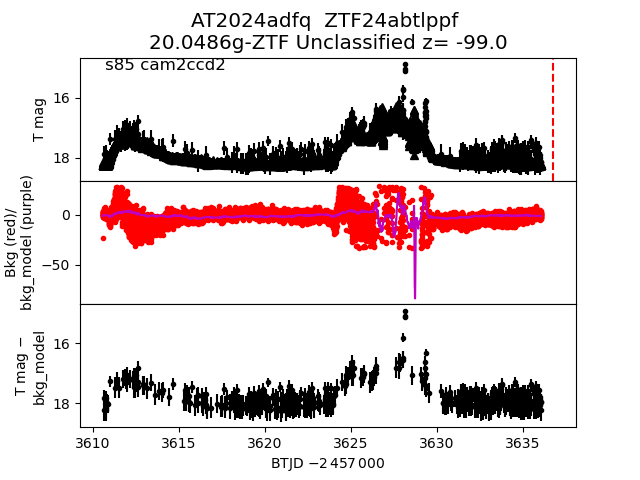 AT2024adfq  ZTF24abtlppf
20.0486g-ZTF Unclassified z= -99.0
s85 cam2ccd2
T mag
16
18
Bkg (red)/
bkg_model (purple)
0
−50
T mag −
bkg_model
16
18
3610 3615 3620 3625 3630 3635
BTJD −2 457 000